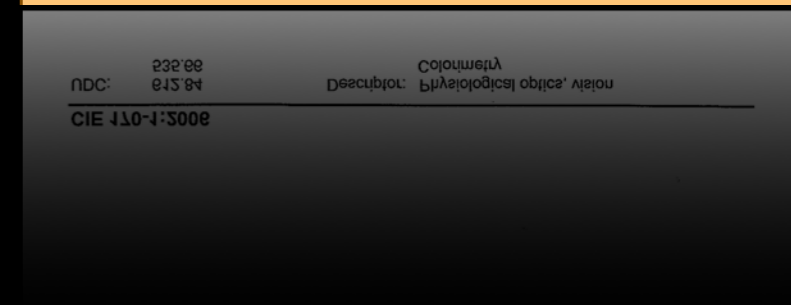 CIE 170-1:2006
UDC: 612.84 Descriptor: Physiological optics, vision
535.66 Colorimetry